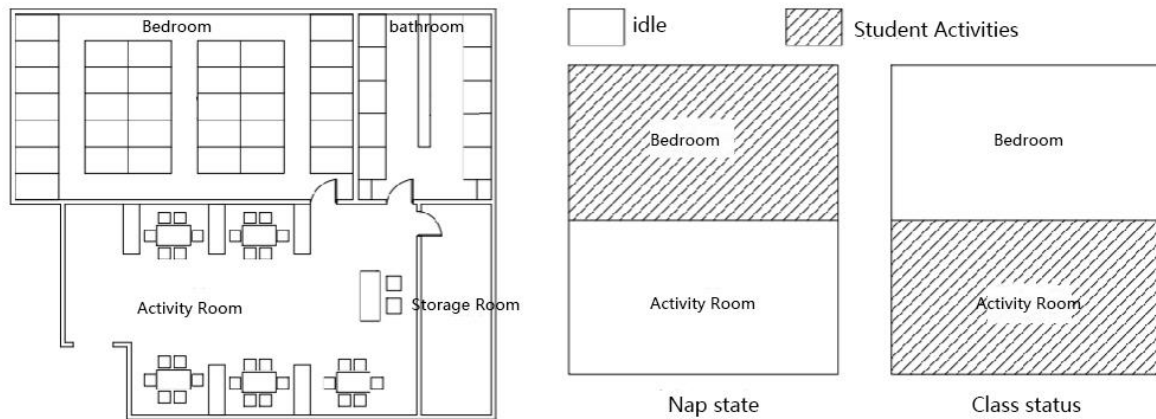 Bedroom
bathroom
Activity Room
Storage Room
idle
Student Activities
Bedroom
Activity Room
Nap state
Bedroom
Activity Room
Class status